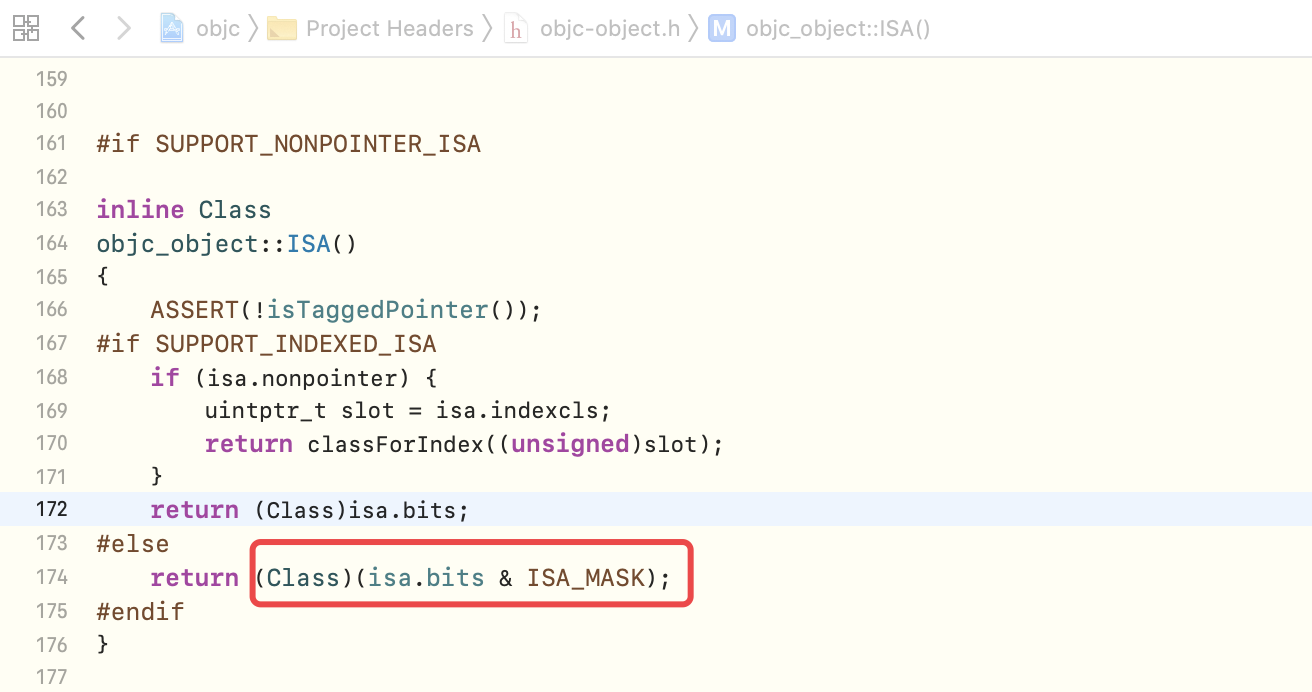 objc Project Headers h objc-object.h M objc_object::ISA()
159
160
161 #if SUPPORT_NONPOINTER_ISA
162
163 inline Class
164 objc_object::ISA()
165 {
166     ASSERT(!isTaggedPointer());
167 #if SUPPORT_INDEXED_ISA
168     if (isa.nonpointer) {
169         uintptr_t slot = isa.indexcls;
170         return classForIndex((unsigned)slot);
171     }
172     return (Class)isa.bits;
173 #else
174     return (Class)(isa.bits & ISA_MASK);
175 #endif
176 }
177